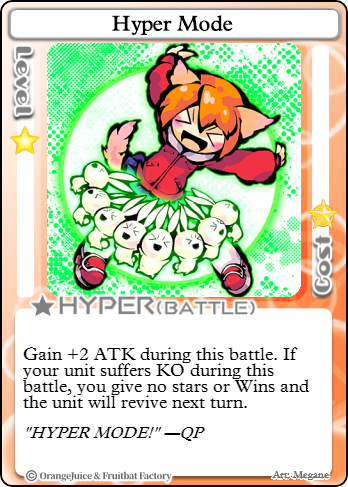 Hyper Mode
Level
Cost
HYPER(BATTLE)
Gain +2 ATK during this battle. If
your unit suffers KO during this
battle, you give no stars or Wins and
the unit will revive next turn.
"HYPER MODE!" —QP
© OrangeJuice & Fruitbat Factory
Art: Megane